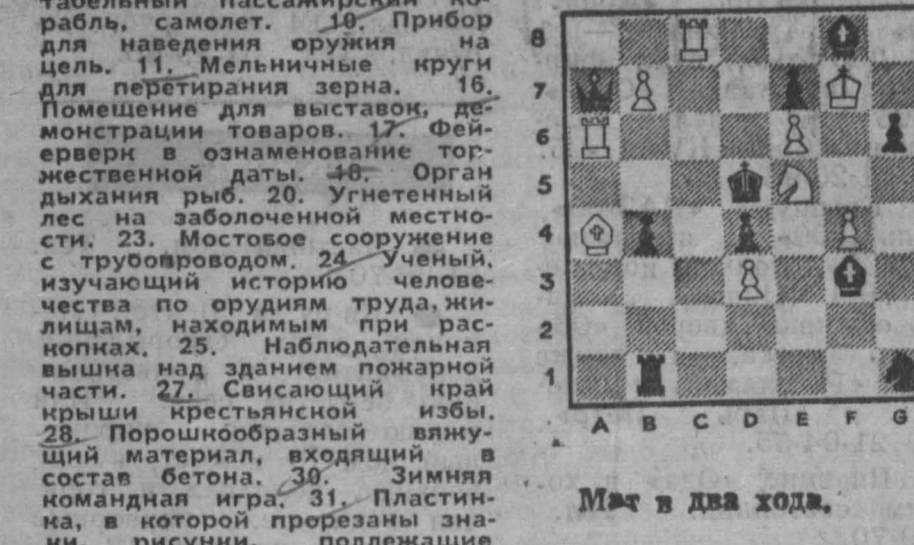 табельный пассажирский ко-
рабль, самолет. 10. Прибор
для наведения оружия на
цель. 11. Мельничные круги
для перетирания зерна. 16.
Помещение для выставок, де-
монстрации товаров. 17. Фей-
ерверк в ознаменование тор-
жественной даты. 18. Орган
дыхания рыб. 20. Угнетенный
лес на заболоченной местно-
сти. 23. Мостовое сооружение
с трубопроводом. 24. Ученый,
изучающий историю челове-
чества по орудиям труда, жи-
лищам, находимым при рас-
копках. 25. Наблюдательная
вышка над зданием пожарной
части. 27. Свисающий край
крыши крестьянской избы.
28. Порошкообразный вяжу-
щий материал, входящий в
состав бетона. 30. Зимняя
командная игра. 31. Пластин-
ка, в которой прорезаны зна-
ки, рисунки, подлежащие
8
7
6
5
4
3
2
1
A B C D E F G
Мат в два хода.